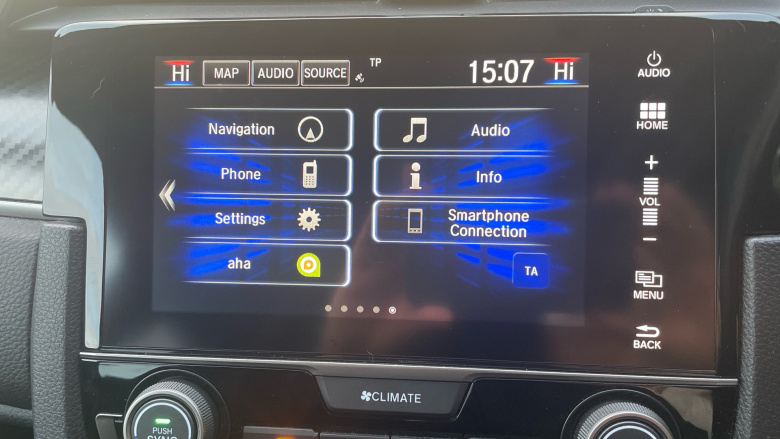 Hi MAP AUDIO SOURCE TP 15:07 Hi
Navigation
Phone
Settings
aha
Audio
Info
Smartphone
Connection
TA
AUDIO
HOME
+
VOL
−
MENU
BACK
CLIMATE
PUSH
SYNC